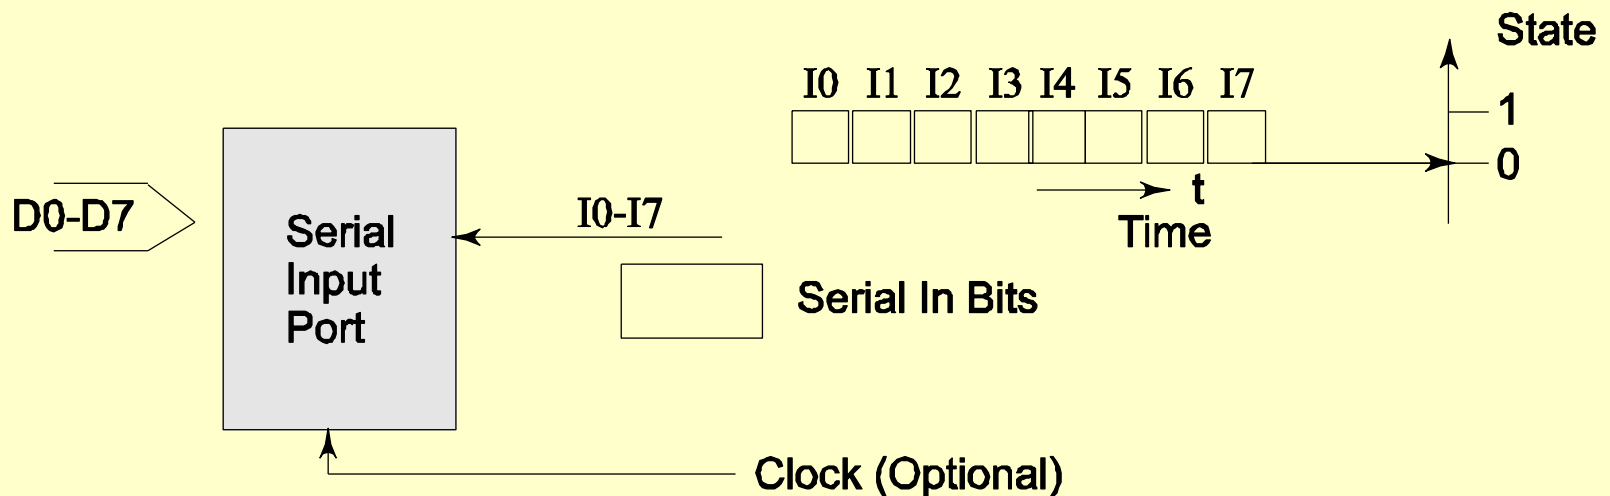 State
I0 I1 I2 I3 I4 I5 I6 I7
1
0
t
Time
D0-D7
Serial
Input
Port
I0-I7
Serial In Bits
Clock (Optional)